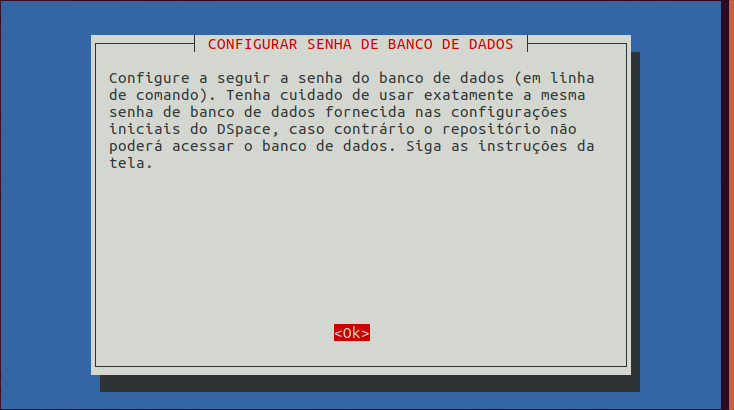 CONFIGURAR SENHA DE BANCO DE DADOS
Configure a seguir a senha do banco de dados (em linha
de comando). Tenha cuidado de usar exatamente a mesma
senha de banco de dados fornecida nas configurações
iniciais do DSpace, caso contrário o repositório não
poderá acessar o banco de dados. Siga as instruções da
tela.
<Ok>